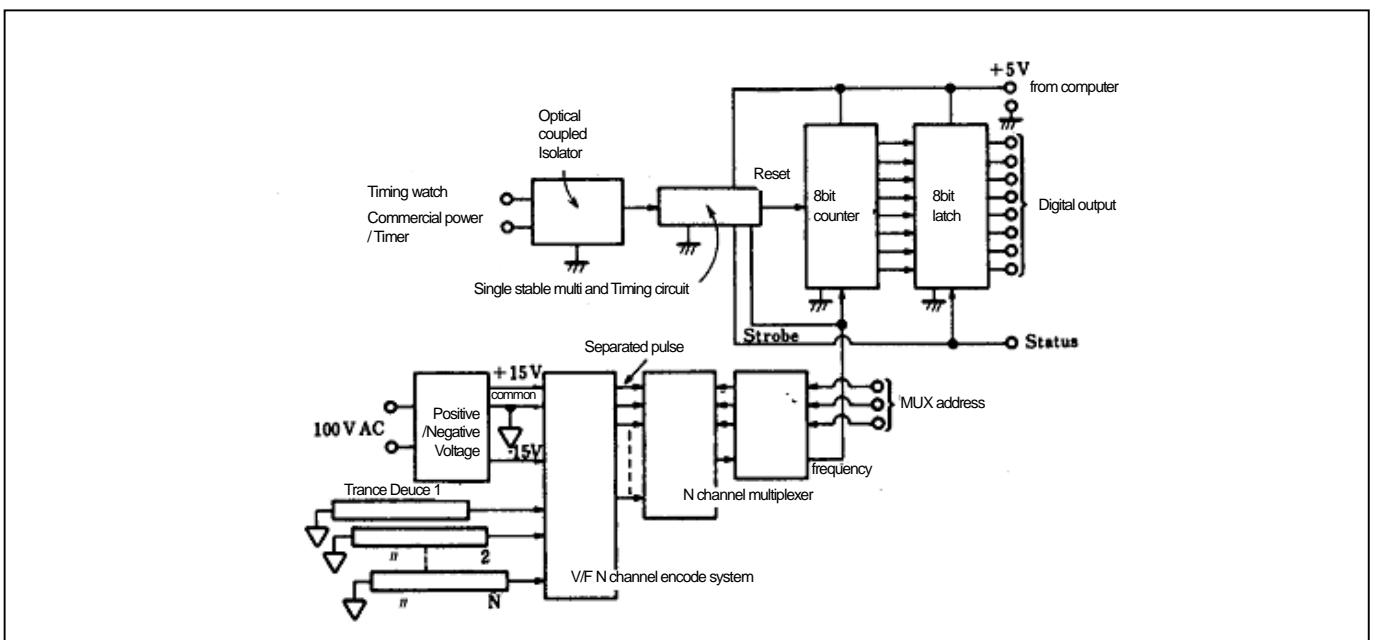 +5V
from computer
Optical
coupled
Isolator
Reset
Timing watch
Commercial power
/ Timer
8bit
counter
8bit
latch
Digital output
Single stable multi and Timing circuit
Strobe
Status
Separated pulse
+15V
common
Positive
/Negative
Voltage
100V AC
-15V
MUX address
frequency
Trance Deuce 1
N channel multiplexer
〃 2
V/F N channel encode system
〃 N